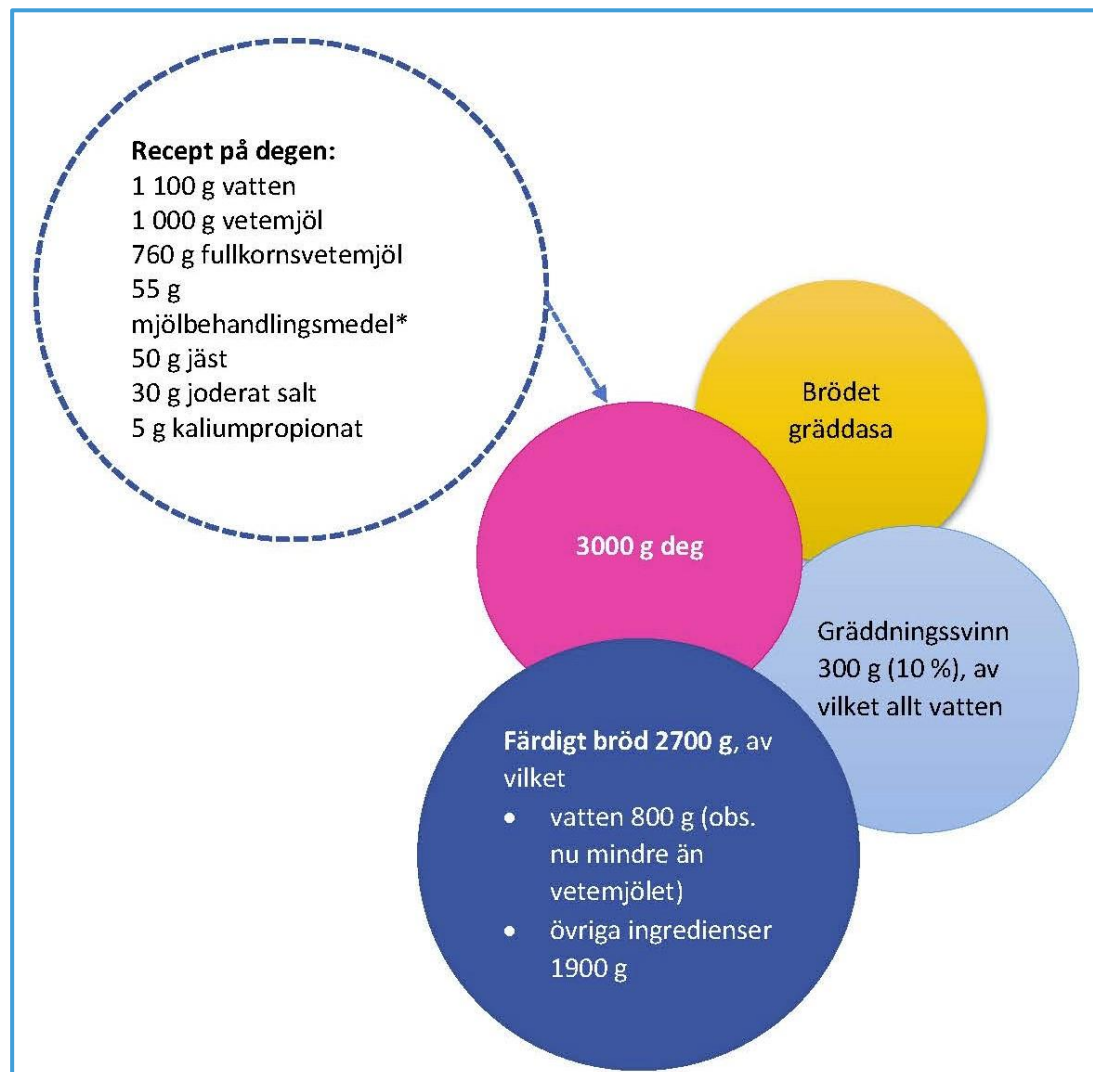 Recept på degen:
1 100 g vatten
1 000 g vetemjöl
760 g fullkornsvetemjöl
55 g
mjölbehandlingsmedel*
50 g jäst
30 g joderat salt
5 g kaliumpropionat
Brödet
gräddasa
3000 g deg
Gräddningssvinn
300 g (10 %), av
vilket allt vatten
Färdigt bröd 2700 g, av
vilket
• vatten 800 g (obs.
nu mindre än
vetemjölet)
• övriga ingredienser
1900 g